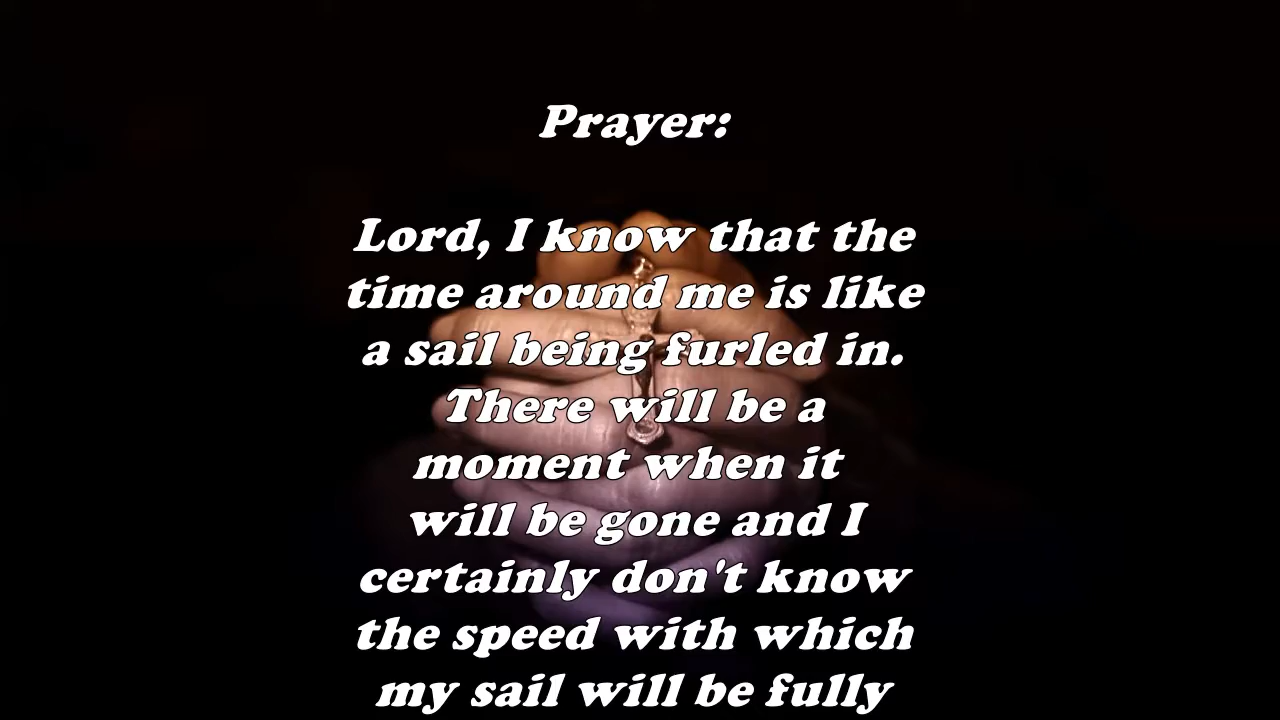 Prayer:
Lord, I know that the
time around me is like
a sail being furled in.
There will be a
moment when it
will be gone and I
certainly don't know
the speed with which
my sail will be fully